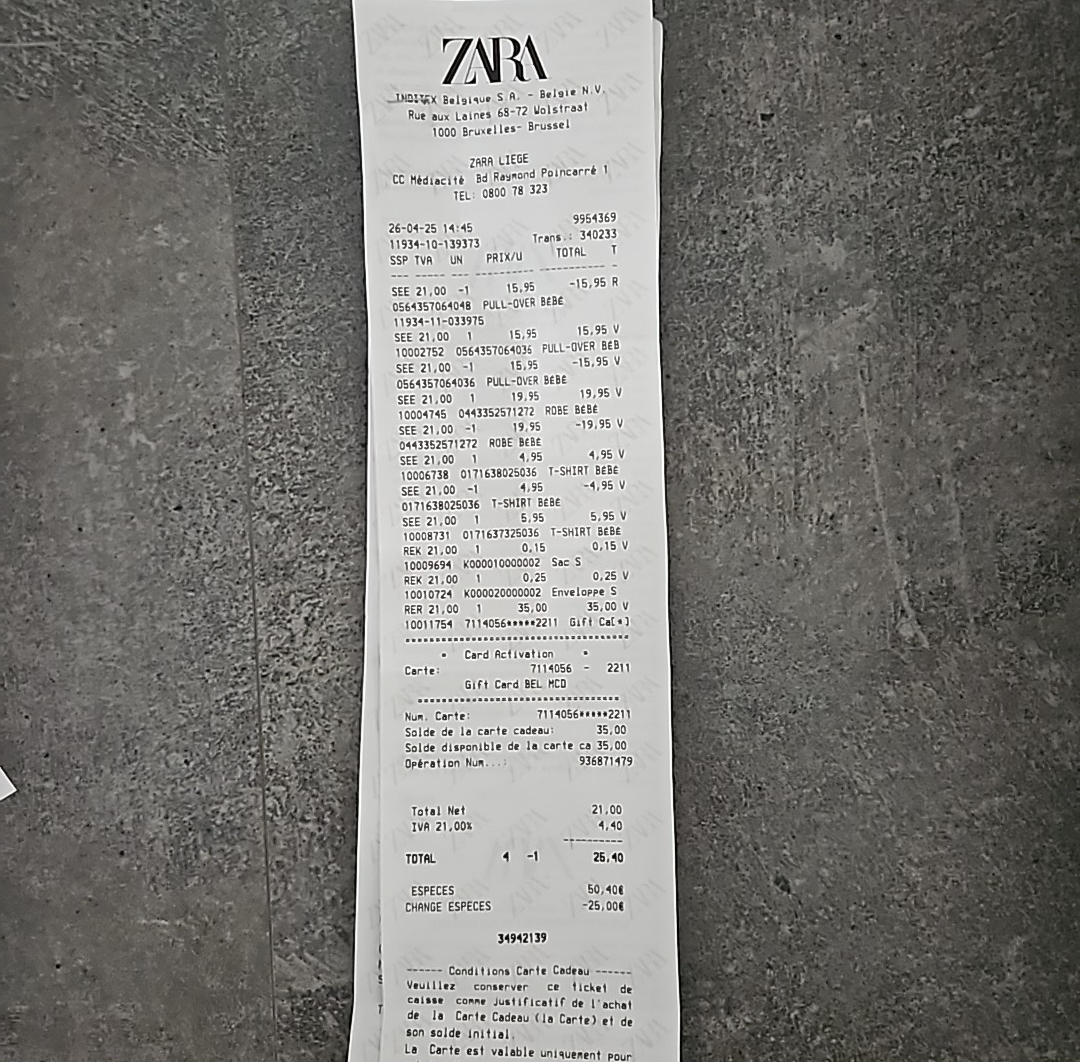 ZARA
INDITEX Belgique S.A. - Belgie N.V.
Rue aux Laines 68-72 Wolstraat
1000 Bruxelles- Brussel
ZARA LIEGE
CC Médiacité Bd Raymond Poincarré 1
TEL: 0800 78 323
9954369
26-04-25 14:45
11934-10-139373 Trans.: 340233
SSP TVA UN PRIX/U TOTAL T
--- ----- --- ---------- ----------- -
SEE 21,00 -1 15,95 -15,95 R
0564357064048 PULL-OVER BÉBÉ
11934-11-033975
SEE 21,00 1 15,95 15,95 V
10002752 0564357064036 PULL-OVER BÉB
SEE 21,00 -1 15,95 -15,95 V
0564357064036 PULL-OVER BÉBÉ
SEE 21,00 1 19,95 19,95 V
10004745 0443352571272 ROBE BÉBÉ
SEE 21,00 -1 19,95 -19,95 V
0443352571272 ROBE BÉBÉ
SEE 21,00 1 4,95 4,95 V
10006738 0171638025036 T-SHIRT BÉBÉ
SEE 21,00 -1 4,95 -4,95 V
0171638025036 T-SHIRT BÉBÉ
SEE 21,00 1 5,95 5,95 V
10008731 0171637325036 T-SHIRT BÉBÉ
REK 21,00 1 0,15 0,15 V
10009694 K000010000002 Sac S
REK 21,00 1 0,25 0,25 V
10010724 K000020000002 Enveloppe S
RER 21,00 1 35,00 35,00 V
10011754 7114056*****2211 Gift Ca[*]
* Card Activation *
Carte: 7114056 - 2211
Gift Card BEL MCD
Num. Carte: 7114056*****2211
Solde de la carte cadeau: 35,00
Solde disponible de la carte ca 35,00
Opération Num...: 936871479
Total Net 21,00
IVA 21,00% 4,40
TOTAL 4 -1 25,40
ESPECES 50,40€
CHANGE ESPECES -25,00€
34942139
------ Conditions Carte Cadeau ------
Veuillez conserver ce ticket de
caisse comme justificatif de l'achat
de la Carte Cadeau (la Carte) et de
son solde initial.
La Carte est valable uniquement pour